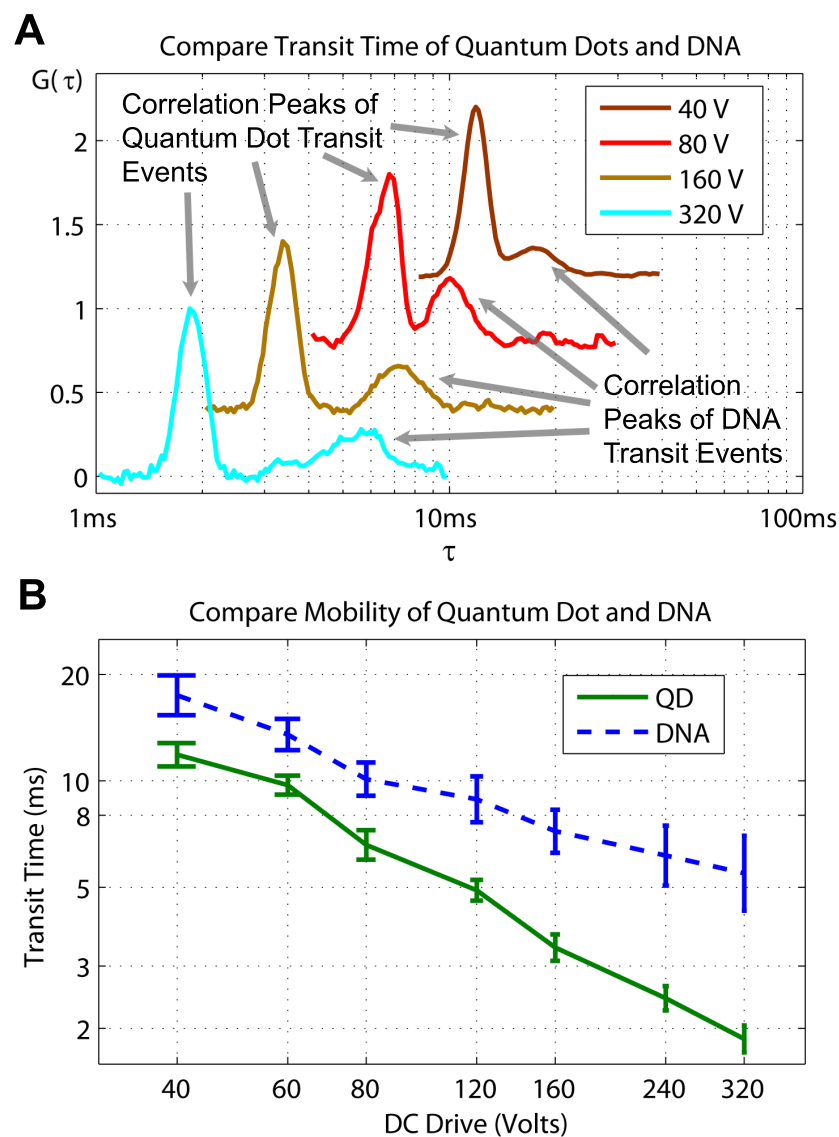 A
Compare Transit Time of Quantum Dots and DNA
G(τ)
Correlation Peaks of
Quantum Dot Transit
Events
40 V
80 V
160 V
320 V
2
1.5
1
0.5
0
Correlation
Peaks of DNA
Transit Events
1ms
10ms
100ms
τ
B
Compare Mobility of Quantum Dot and DNA
QD
DNA
20
10
8
5
3
2
Transit Time (ms)
40
60
80
120
160
240
320
DC Drive (Volts)